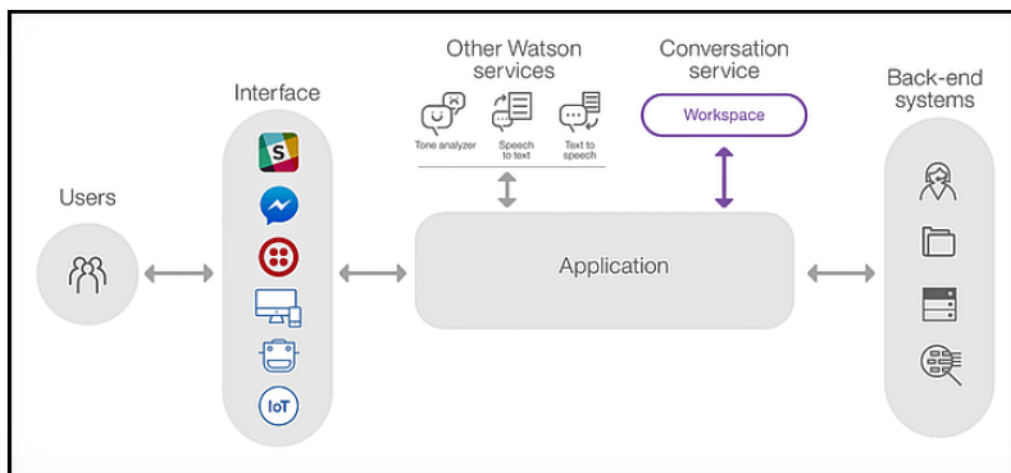 Other Watson
services
Conversation
service
Back-end
systems
Interface
Workspace
Tone analyzer
Speech
to text
Text to
speech
S
Users
Application
IoT